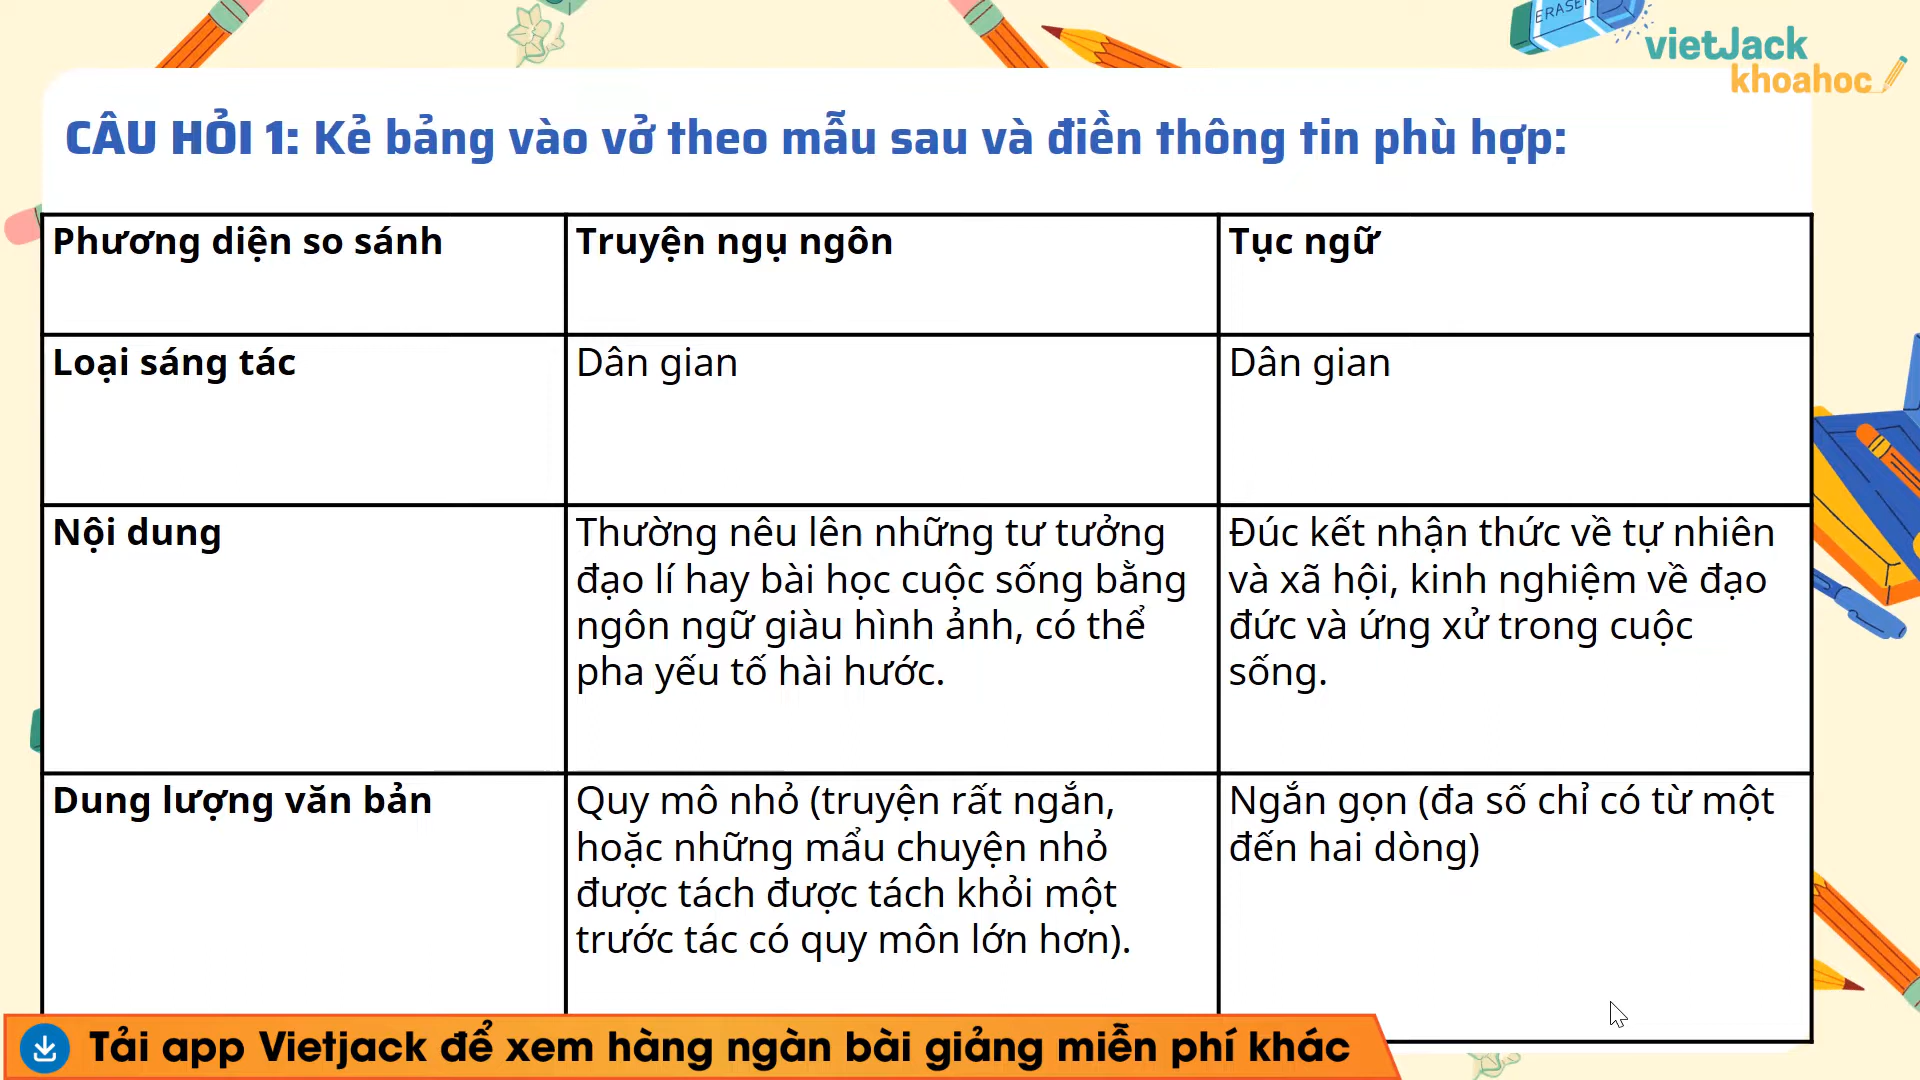 ERASER
vietJack
khoahoc
CÂU HỎI 1: Kẻ bảng vào vở theo mẫu sau và điền thông tin phù hợp:
Phương diện so sánh
Truyện ngụ ngôn
Tục ngữ
Loại sáng tác
Dân gian
Dân gian
Nội dung
Thường nêu lên những tư tưởng
đạo lí hay bài học cuộc sống bằng
ngôn ngữ giàu hình ảnh, có thể
pha yếu tố hài hước.
Đúc kết nhận thức về tự nhiên
và xã hội, kinh nghiệm về đạo
đức và ứng xử trong cuộc
sống.
Dung lượng văn bản
Quy mô nhỏ (truyện rất ngắn,
hoặc những mẩu chuyện nhỏ
được tách được tách khỏi một
trước tác có quy môn lớn hơn).
Ngắn gọn (đa số chỉ có từ một
đến hai dòng)
Tải app Vietjack để xem hàng ngàn bài giảng miễn phí khác